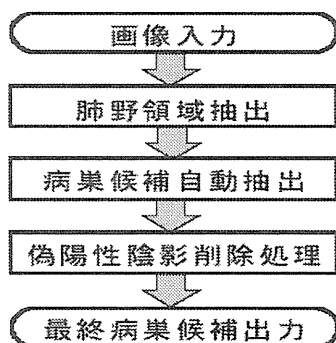 画像入力
肺野領域抽出
病巣候補自動抽出
偽陽性陰影削除処理
最終病巣候補出力